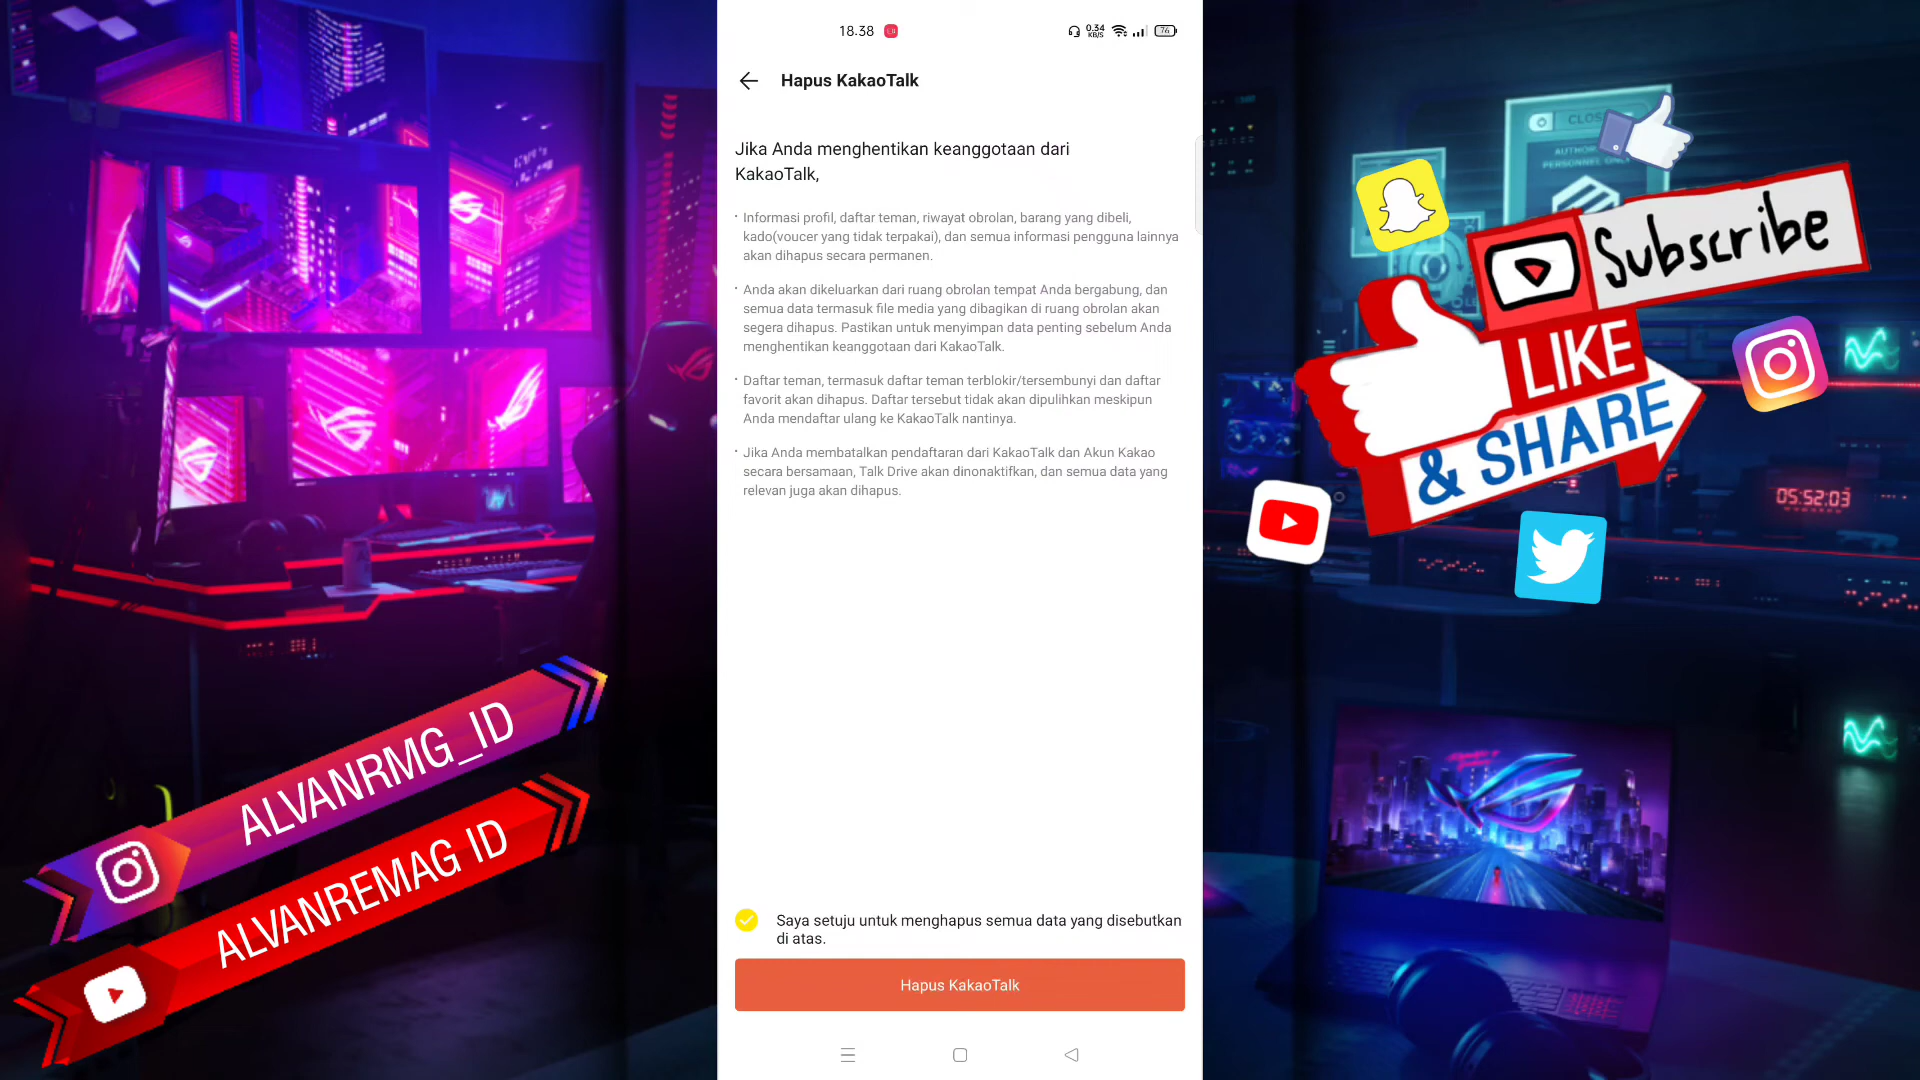 18.38
0.34
KB/S
76
Hapus KakaoTalk
Jika Anda menghentikan keanggotaan dari
KakaoTalk,
· Informasi profil, daftar teman, riwayat obrolan, barang yang dibeli,
kado(voucer yang tidak terpakai), dan semua informasi pengguna lainnya
akan dihapus secara permanen.
· Anda akan dikeluarkan dari ruang obrolan tempat Anda bergabung, dan
semua data termasuk file media yang dibagikan di ruang obrolan akan
segera dihapus. Pastikan untuk menyimpan data penting sebelum Anda
menghentikan keanggotaan dari KakaoTalk.
· Daftar teman, termasuk daftar teman terblokir/tersembunyi dan daftar
favorit akan dihapus. Daftar tersebut tidak akan dipulihkan meskipun
Anda mendaftar ulang ke KakaoTalk nantinya.
· Jika Anda membatalkan pendaftaran dari KakaoTalk dan Akun Kakao
secara bersamaan, Talk Drive akan dinonaktifkan, dan semua data yang
relevan juga akan dihapus.
Saya setuju untuk menghapus semua data yang disebutkan
di atas.
Hapus KakaoTalk
ALVANRMG_ID
ALVANREMAG ID
PERSONNEL ONLY
Subscribe
LIKE
& SHARE
05:52:03